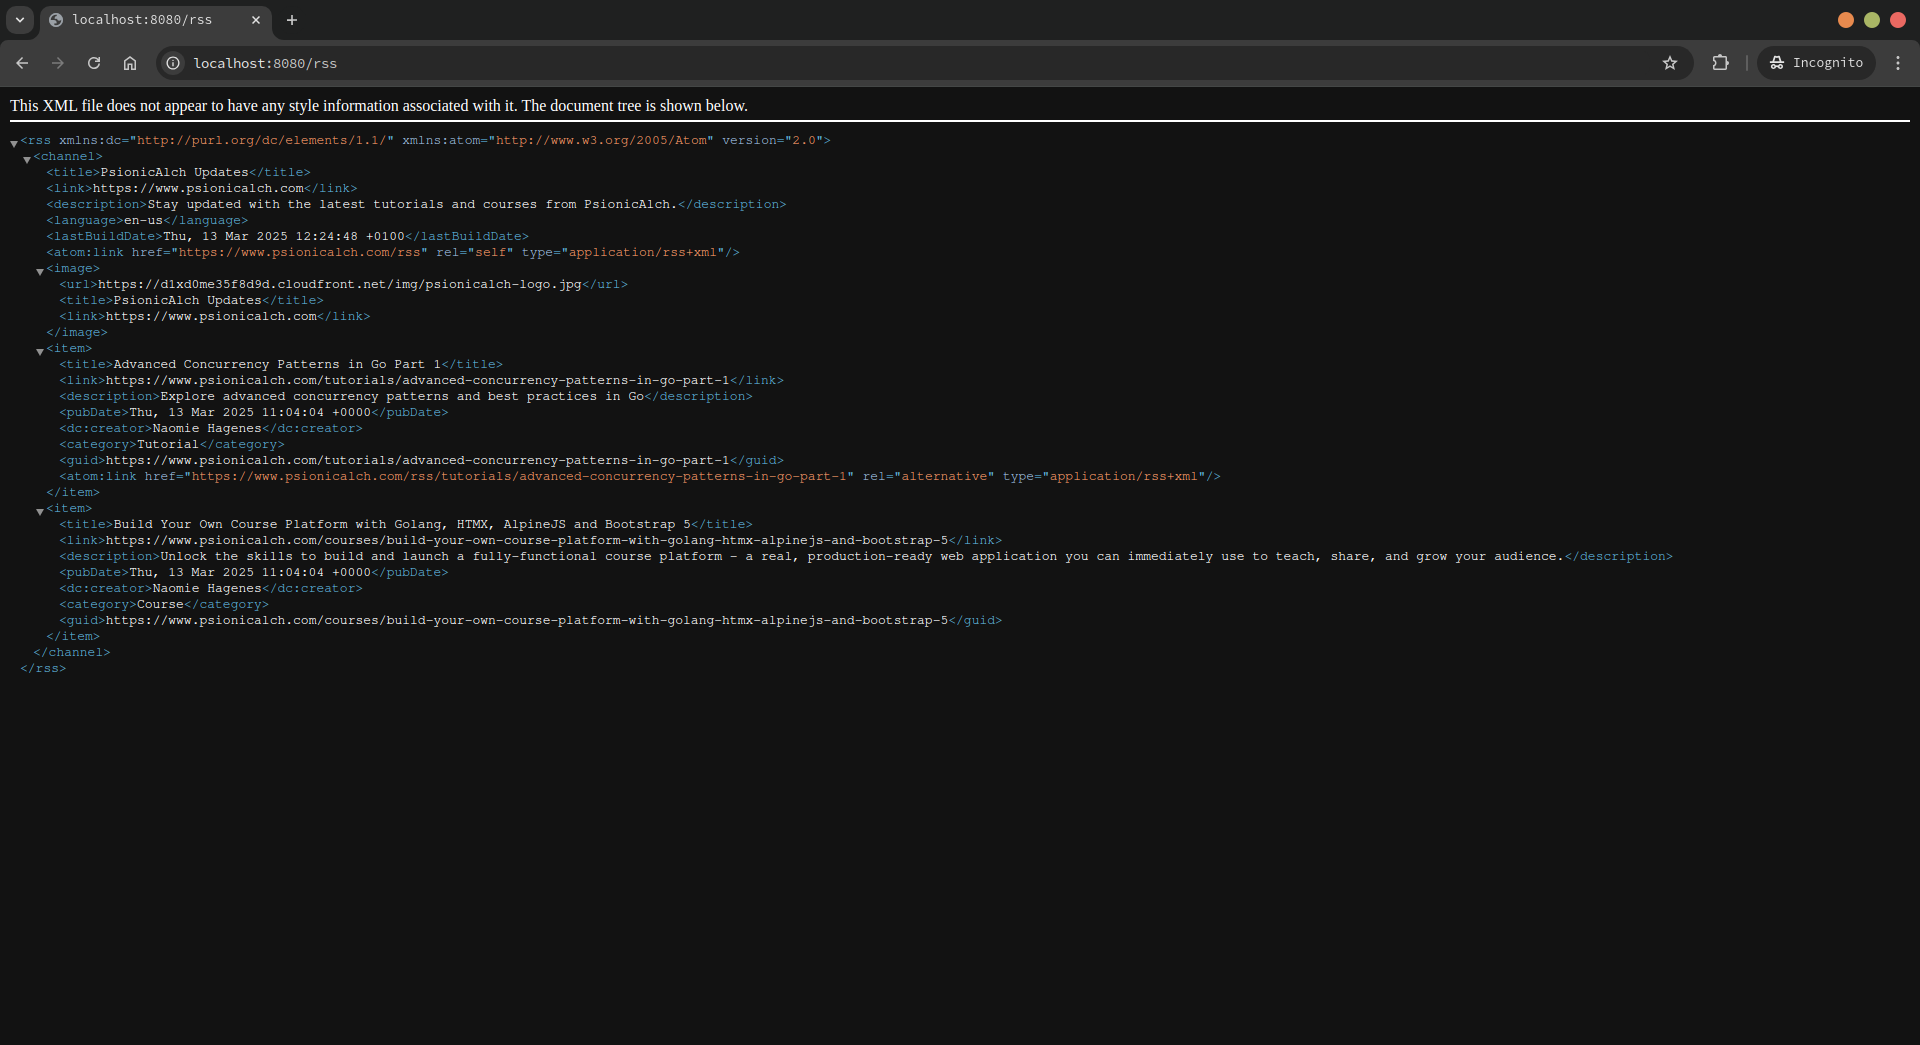 localhost:8080/rss
localhost:8080/rss
Incognito
This XML file does not appear to have any style information associated with it. The document tree is shown below.
<rss xmlns:dc="http://purl.org/dc/elements/1.1/" xmlns:atom="http://www.w3.org/2005/Atom" version="2.0">
<channel>
<title>PsionicAlch Updates</title>
<link>https://www.psionicalch.com</link>
<description>Stay updated with the latest tutorials and courses from PsionicAlch.</description>
<language>en-us</language>
<lastBuildDate>Thu, 13 Mar 2025 12:24:48 +0100</lastBuildDate>
<atom:link href="https://www.psionicalch.com/rss" rel="self" type="application/rss+xml"/>
<image>
<url>https://d1xd0me35f8d9d.cloudfront.net/img/psionicalch-logo.jpg</url>
<title>PsionicAlch Updates</title>
<link>https://www.psionicalch.com</link>
</image>
<item>
<title>Advanced Concurrency Patterns in Go Part 1</title>
<link>https://www.psionicalch.com/tutorials/advanced-concurrency-patterns-in-go-part-1</link>
<description>Explore advanced concurrency patterns and best practices in Go</description>
<pubDate>Thu, 13 Mar 2025 11:04:04 +0000</pubDate>
<dc:creator>Naomie Hagenes</dc:creator>
<category>Tutorial</category>
<guid>https://www.psionicalch.com/tutorials/advanced-concurrency-patterns-in-go-part-1</guid>
<atom:link href="https://www.psionicalch.com/rss/tutorials/advanced-concurrency-patterns-in-go-part-1" rel="alternative" type="application/rss+xml"/>
</item>
<item>
<title>Build Your Own Course Platform with Golang, HTMX, AlpineJS and Bootstrap 5</title>
<link>https://www.psionicalch.com/courses/build-your-own-course-platform-with-golang-htmx-alpinejs-and-bootstrap-5</link>
<description>Unlock the skills to build and launch a fully-functional course platform – a real, production-ready web application you can immediately use to teach, share, and grow your audience.</description>
<pubDate>Thu, 13 Mar 2025 11:04:04 +0000</pubDate>
<dc:creator>Naomie Hagenes</dc:creator>
<category>Course</category>
<guid>https://www.psionicalch.com/courses/build-your-own-course-platform-with-golang-htmx-alpinejs-and-bootstrap-5</guid>
</item>
</channel>
</rss>